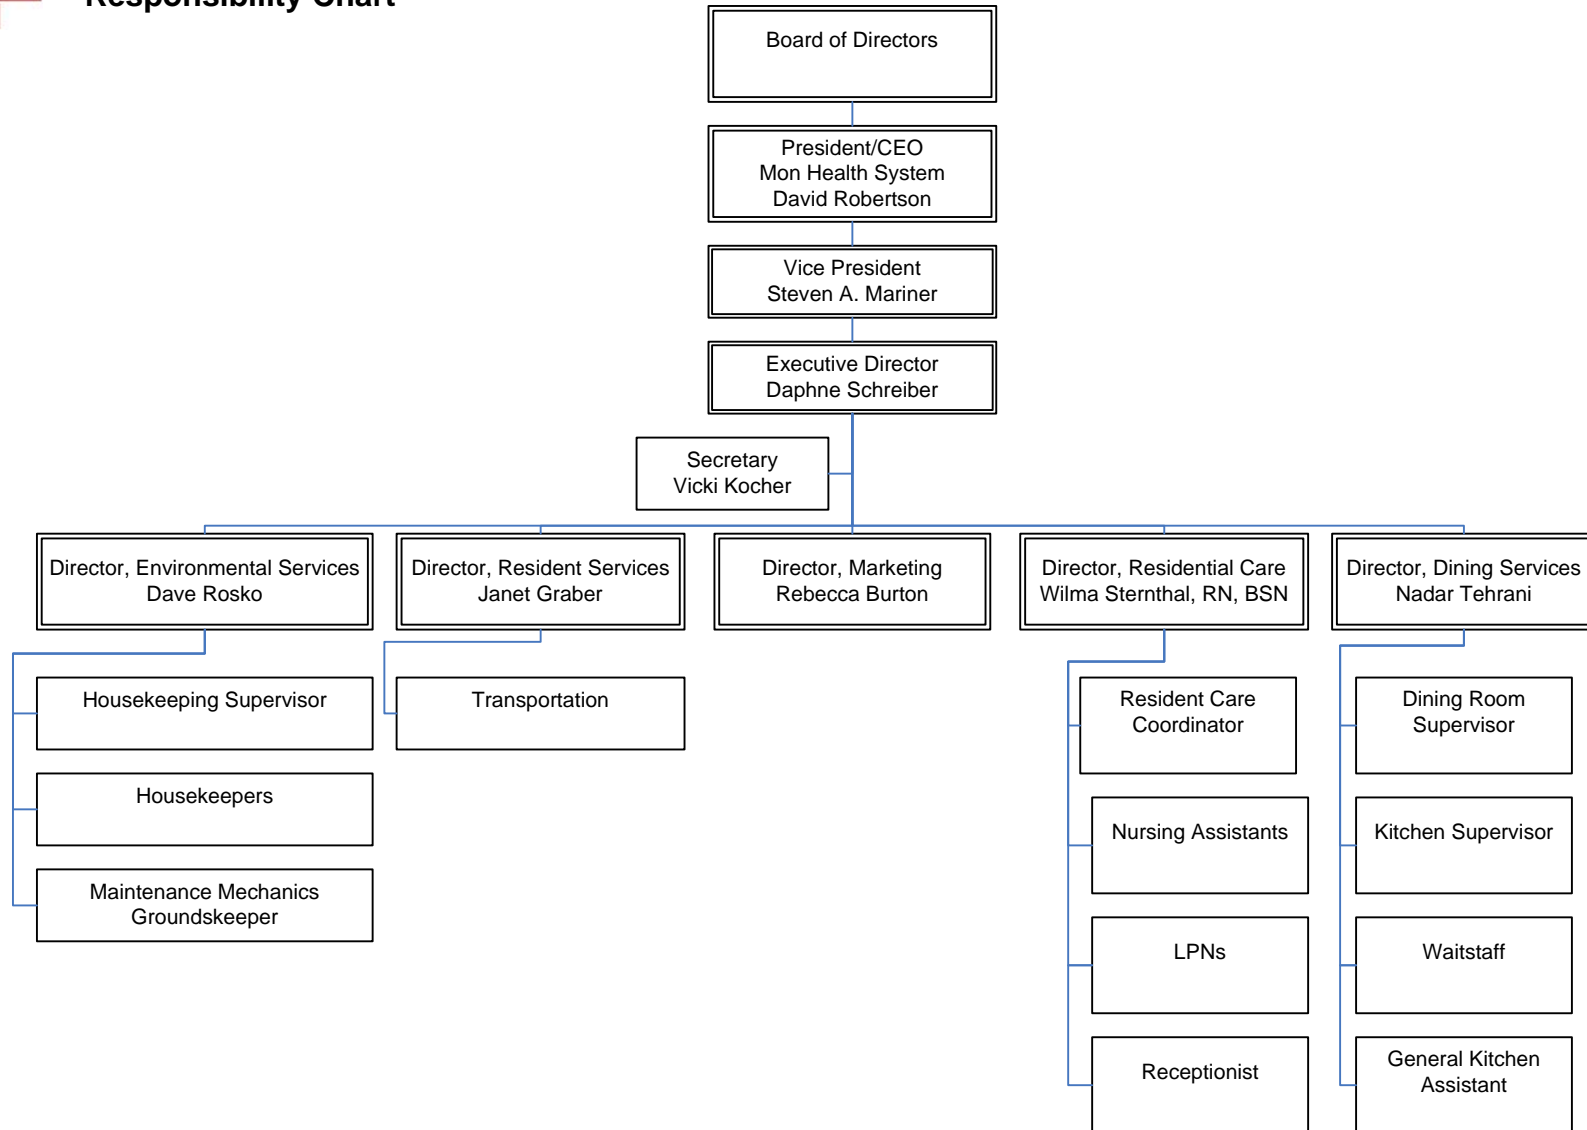 Responsibility Chart
Board of Directors
President/CEO
Mon Health System
David Robertson
Vice President
Steven A. Mariner
Executive Director
Daphne Schreiber
Secretary
Vicki Kocher
Director, Environmental Services
Dave Rosko
Director, Resident Services
Janet Graber
Director, Marketing
Rebecca Burton
Director, Residential Care
Wilma Sternthal, RN, BSN
Director, Dining Services
Nadar Tehrani
Housekeeping Supervisor
Housekeepers
Maintenance Mechanics
Groundskeeper
Transportation
Resident Care
Coordinator
Nursing Assistants
LPNs
Receptionist
Dining Room
Supervisor
Kitchen Supervisor
Waitstaff
General Kitchen
Assistant